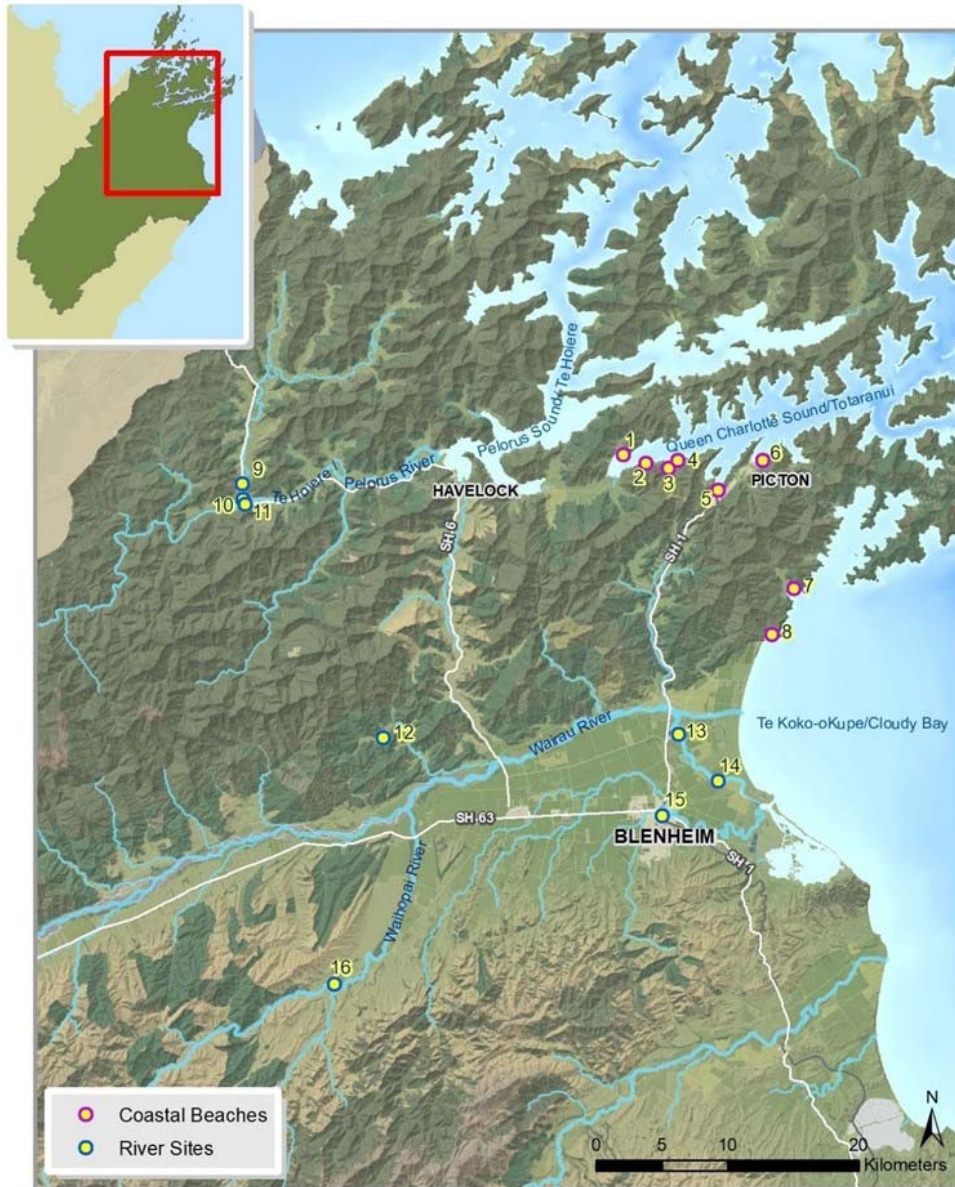 1
Queen Charlotte Sound/Totaranui
2
3
4
5
6
PICTON
Pelorus Sound/Te Hoiere
9
10
11
Te Hoiere
Pelorus River
HAVELOCK
SH 6
SH 1
7
8
Te Koko-oKupe/Cloudy Bay
12
Wairau River
13
14
15
BLENHEIM
SH 63
SH 1
Waihopai River
16
Coastal Beaches
River Sites
N
0 5 10 20
Kilometers